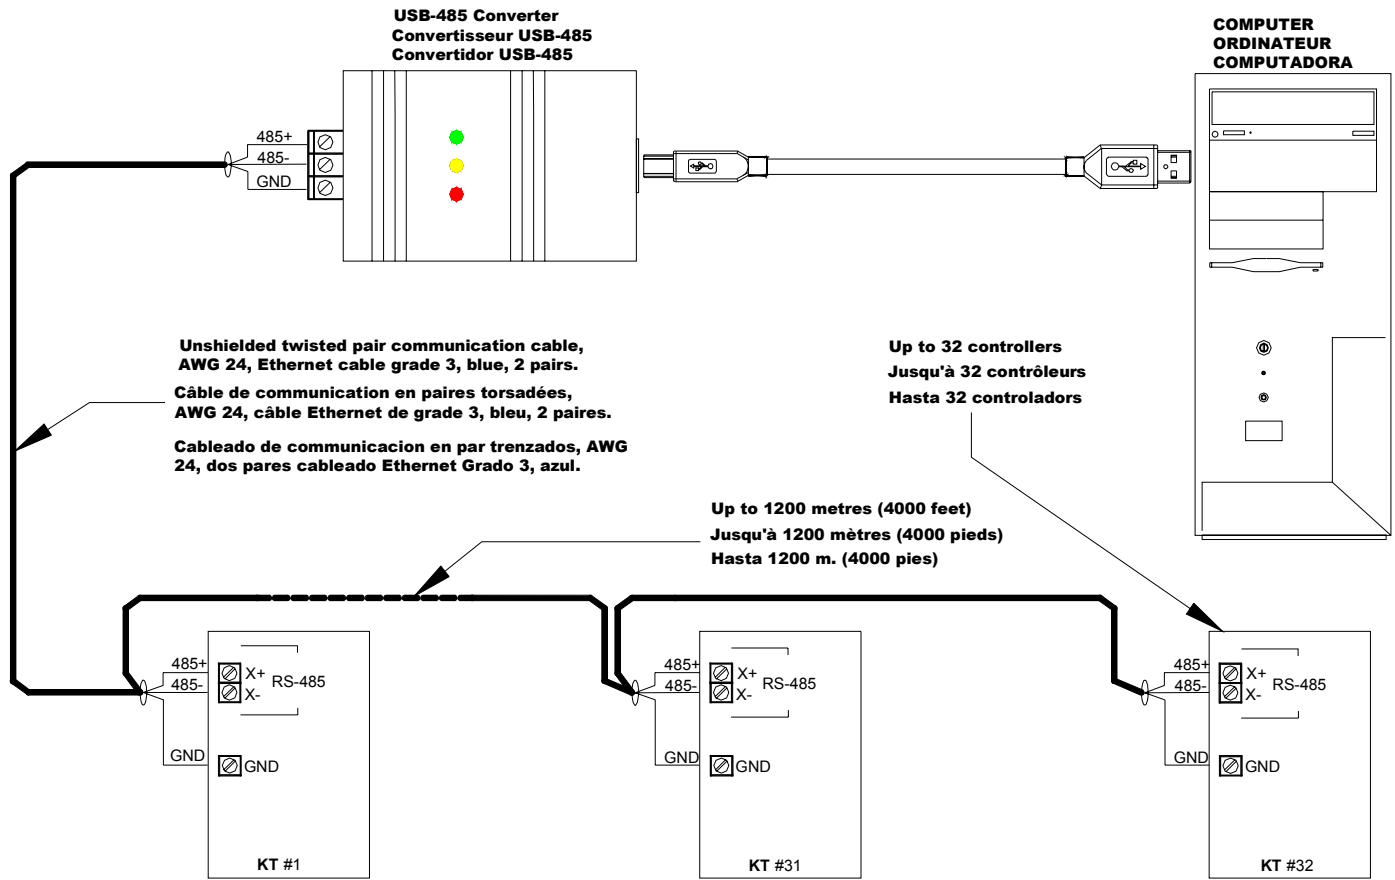 USB-485 Converter
Convertisseur USB-485
Convertidor USB-485
COMPUTER
ORDINATEUR
COMPUTADORA
485+
485-
GND
Unshielded twisted pair communication cable,
AWG 24, Ethernet cable grade 3, blue, 2 pairs.
Câble de communication en paires torsadées,
AWG 24, câble Ethernet de grade 3, bleu, 2 paires.
Cableado de communicacion en par trenzados, AWG
24, dos pares cableado Ethernet Grado 3, azul.
Up to 32 controllers
Jusqu'à 32 contrôleurs
Hasta 32 controladors
Up to 1200 metres (4000 feet)
Jusqu'à 1200 mètres (4000 pieds)
Hasta 1200 m. (4000 pies)
485+
485-
GND
X+
X-
RS-485
GND
KT #1
485+
485-
GND
X+
X-
RS-485
GND
KT #31
485+
485-
GND
X+
X-
RS-485
GND
KT #32